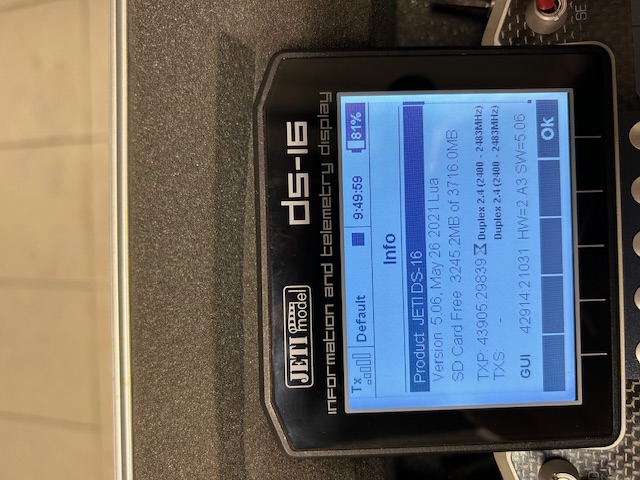 JETI model
ds-16
information and telemetry display
Tx Default 9:49:59 81%
Info
Product JETI DS-16
Version 5.06, May 26 2021 Lua
SD Card Free 3245.2MB of 3716.0MB
TXP: 43905:29839 Duplex 2.4 (2400 - 2483MHz)
TXS: - Duplex 2.4 (2400 - 2483MHz)
GUI 42914:21031 HW=2 A3 SW=5.06
Ok
SE